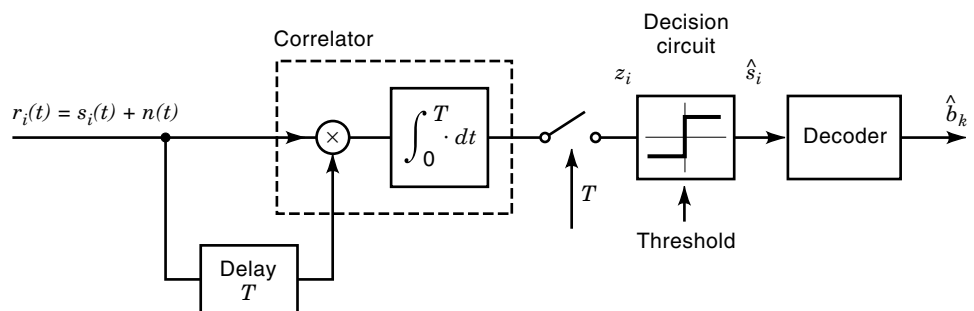 Decision
circuit
Correlator
z_i
ŝ_i
r_i(t) = s_i(t) + n(t)
×
∫_0^T · dt
b̂_k
Decoder
T
Threshold
Delay
T